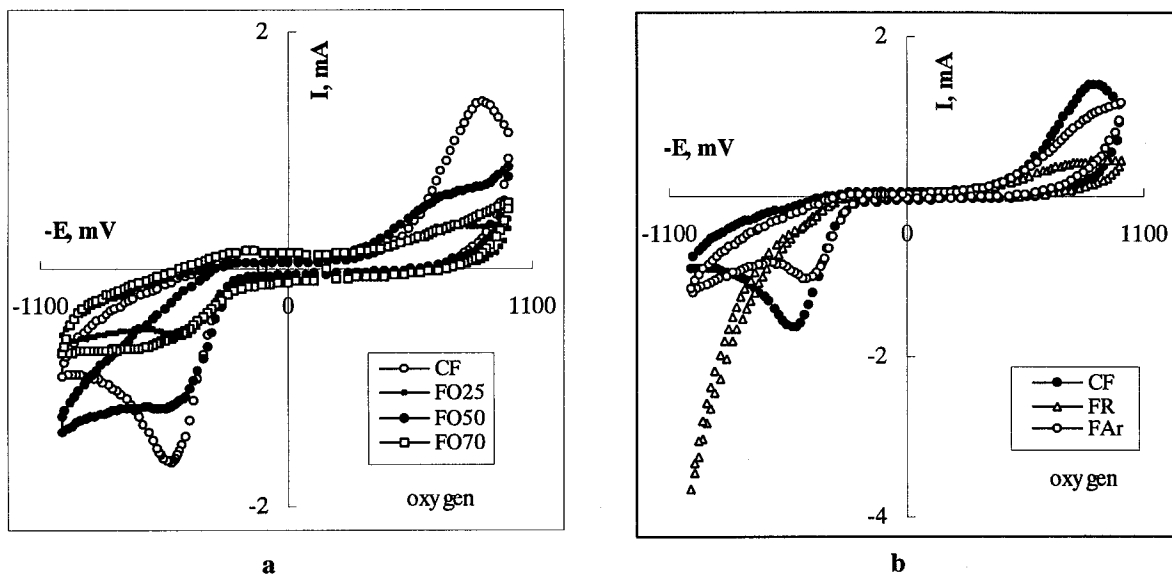 2
I, mA
-E, mV
-1100
0
1100
CF
FO25
FO50
FO70
oxygen
-2
a
2
I, mA
-E, mV
-1100
0
1100
-2
CF
FR
FAr
oxygen
-4
b